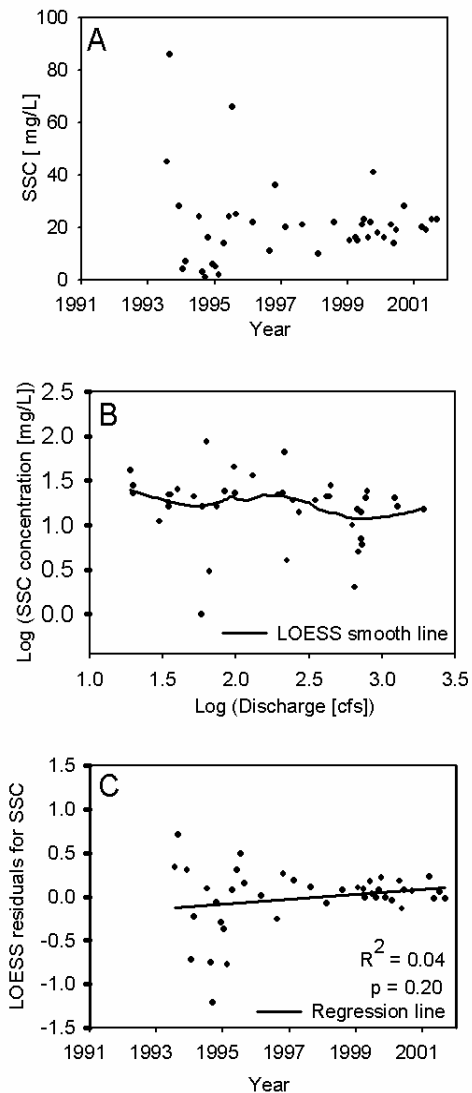 A
100
80
60
40
20
0
SSC [ mg/L]
1991 1993 1995 1997 1999 2001
Year
B
2.5
2.0
1.5
1.0
0.5
0.0
Log (SSC concentration [mg/L])
LOESS smooth line
1.0 1.5 2.0 2.5 3.0 3.5
Log (Discharge [cfs])
C
1.5
1.0
0.5
0.0
-0.5
-1.0
-1.5
LOESS residuals for SSC
R2 = 0.04
p = 0.20
Regression line
1991 1993 1995 1997 1999 2001
Year